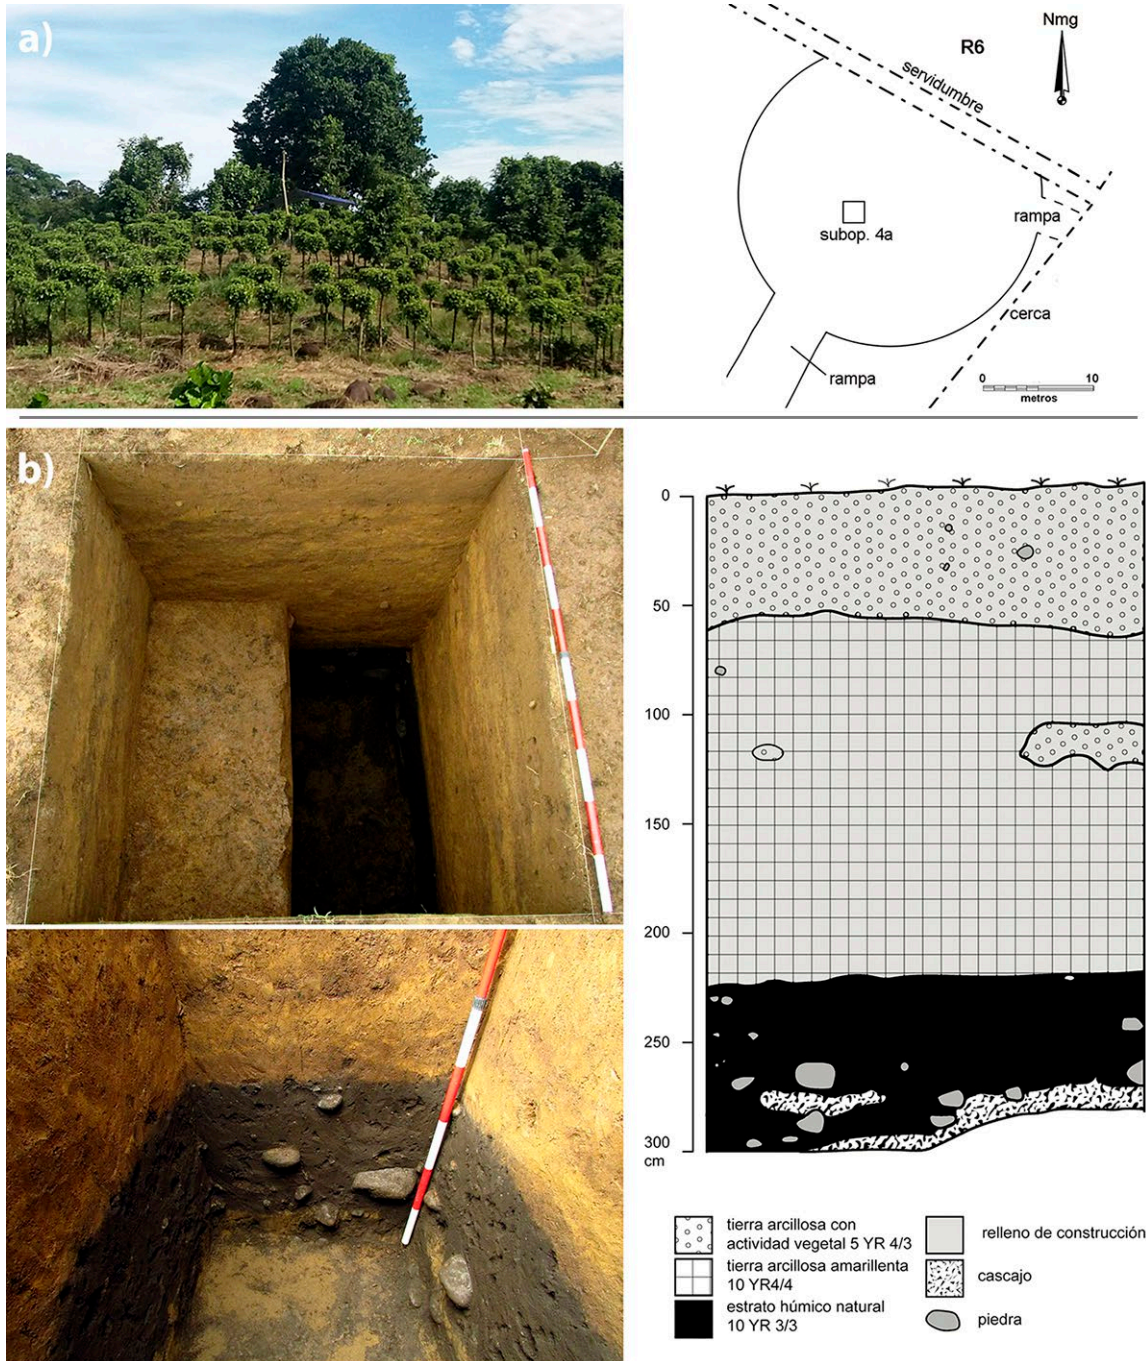 a)
R6
Nmg
servidumbre
rampa
subop. 4a
cerca
rampa
0 10
metros
b)
0
50
100
150
200
250
300
cm
tierra arcillosa con
actividad vegetal 5 YR 4/3
tierra arcillosa amarillenta
10 YR4/4
estrato húmico natural
10 YR 3/3
relleno de construcción
cascajo
piedra